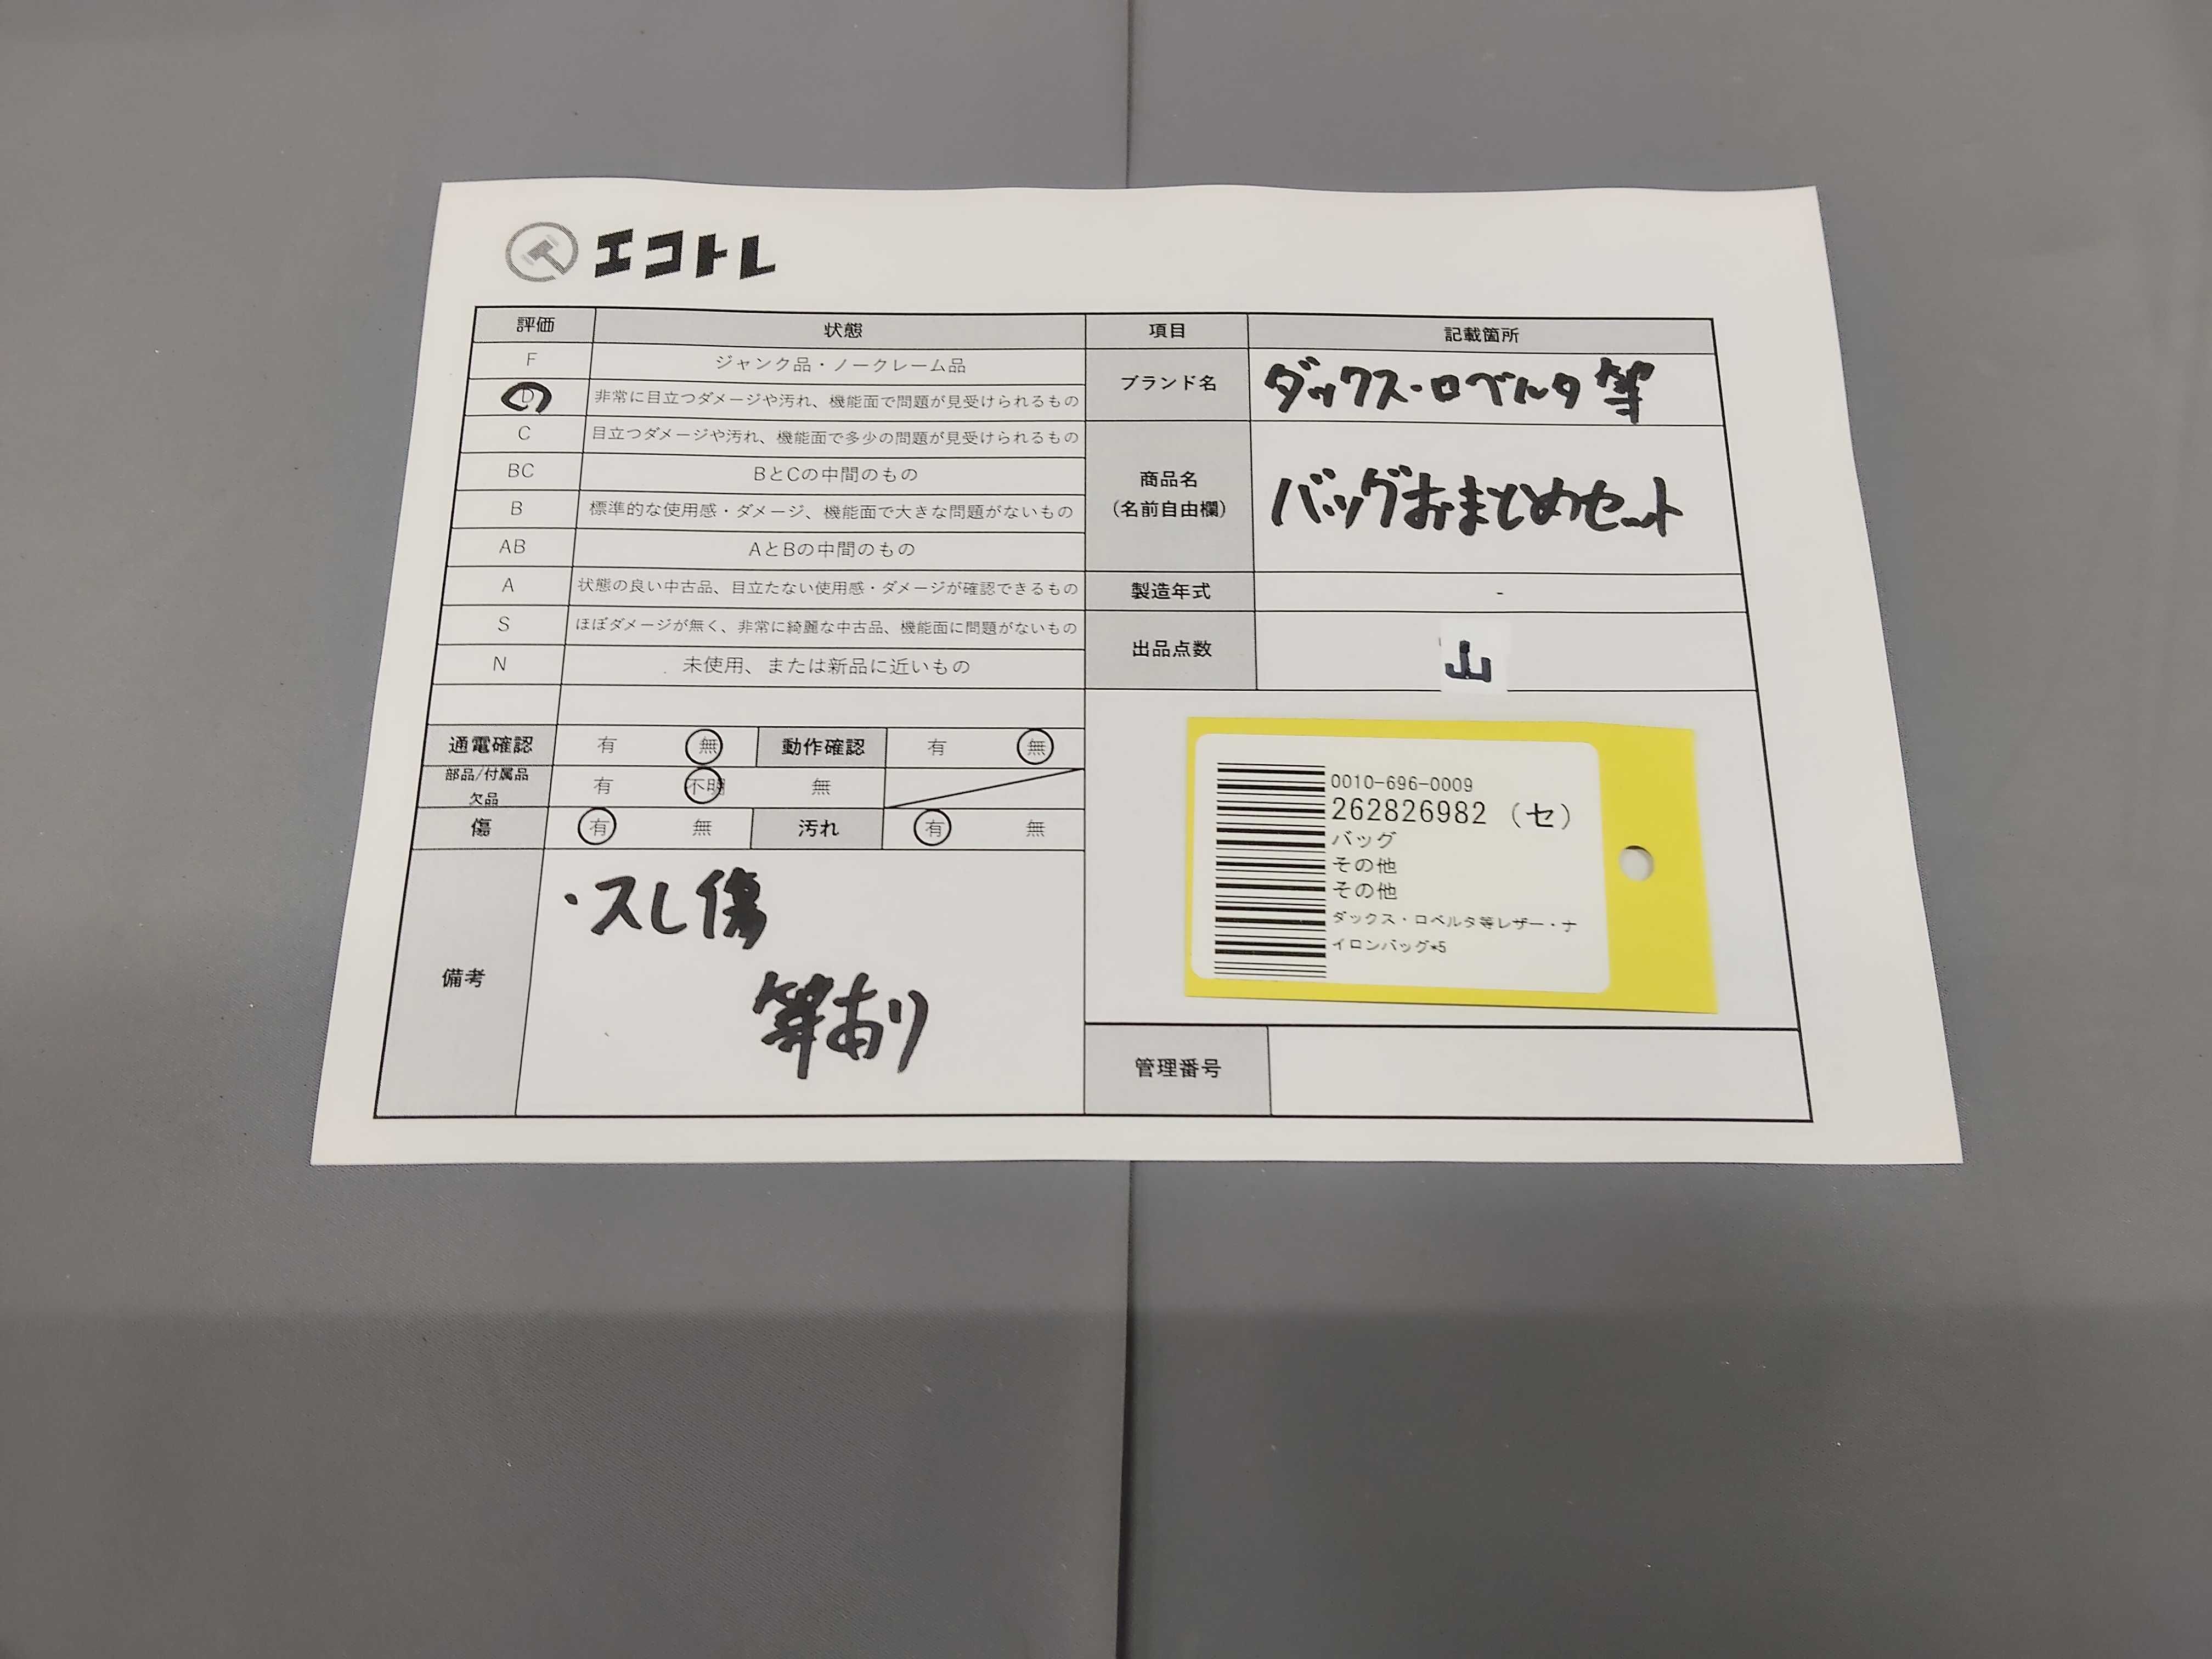 エコトレ
評価 状態 項目 記載箇所
F ジャンク品・ノークレーム品
D 非常に目立つダメージや汚れ、機能面で問題が見受けられるもの
ブランド名 ダックス・ロベルタ等
C 目立つダメージや汚れ、機能面で多少の問題が見受けられるもの
BC BとCの中間のもの
商品名
(名前自由欄)
バッグおまとめセット
B 標準的な使用感・ダメージ、機能面で大きな問題がないもの
AB AとBの中間のもの
A 状態の良い中古品、目立たない使用感・ダメージが確認できるもの
製造年式 -
S ほぼダメージが無く、非常に綺麗な中古品、機能面に問題がないもの
出品点数 山
N 未使用、または新品に近いもの
通電確認 有 無 動作確認 有 無
部品/付属品
欠品
有 不明 無
傷 有 無 汚れ 有 無
備考
・スレ傷
等あり
0010-696-0009
262826982 (セ)
バッグ
その他
その他
ダックス・ロベルタ等レザー・ナ
イロンバッグ*5
管理番号